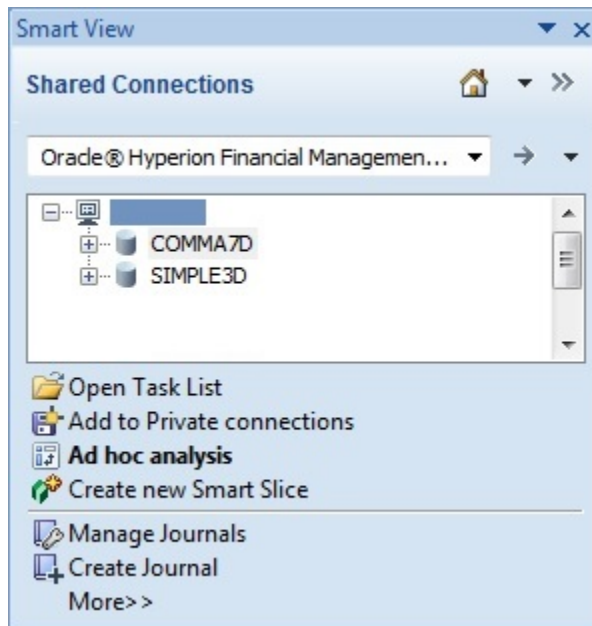 Smart View
Shared Connections
Oracle® Hyperion Financial Managemen...
COMMA7D
SIMPLE3D
Open Task List
Add to Private connections
Ad hoc analysis
Create new Smart Slice
Manage Journals
Create Journal
More>>